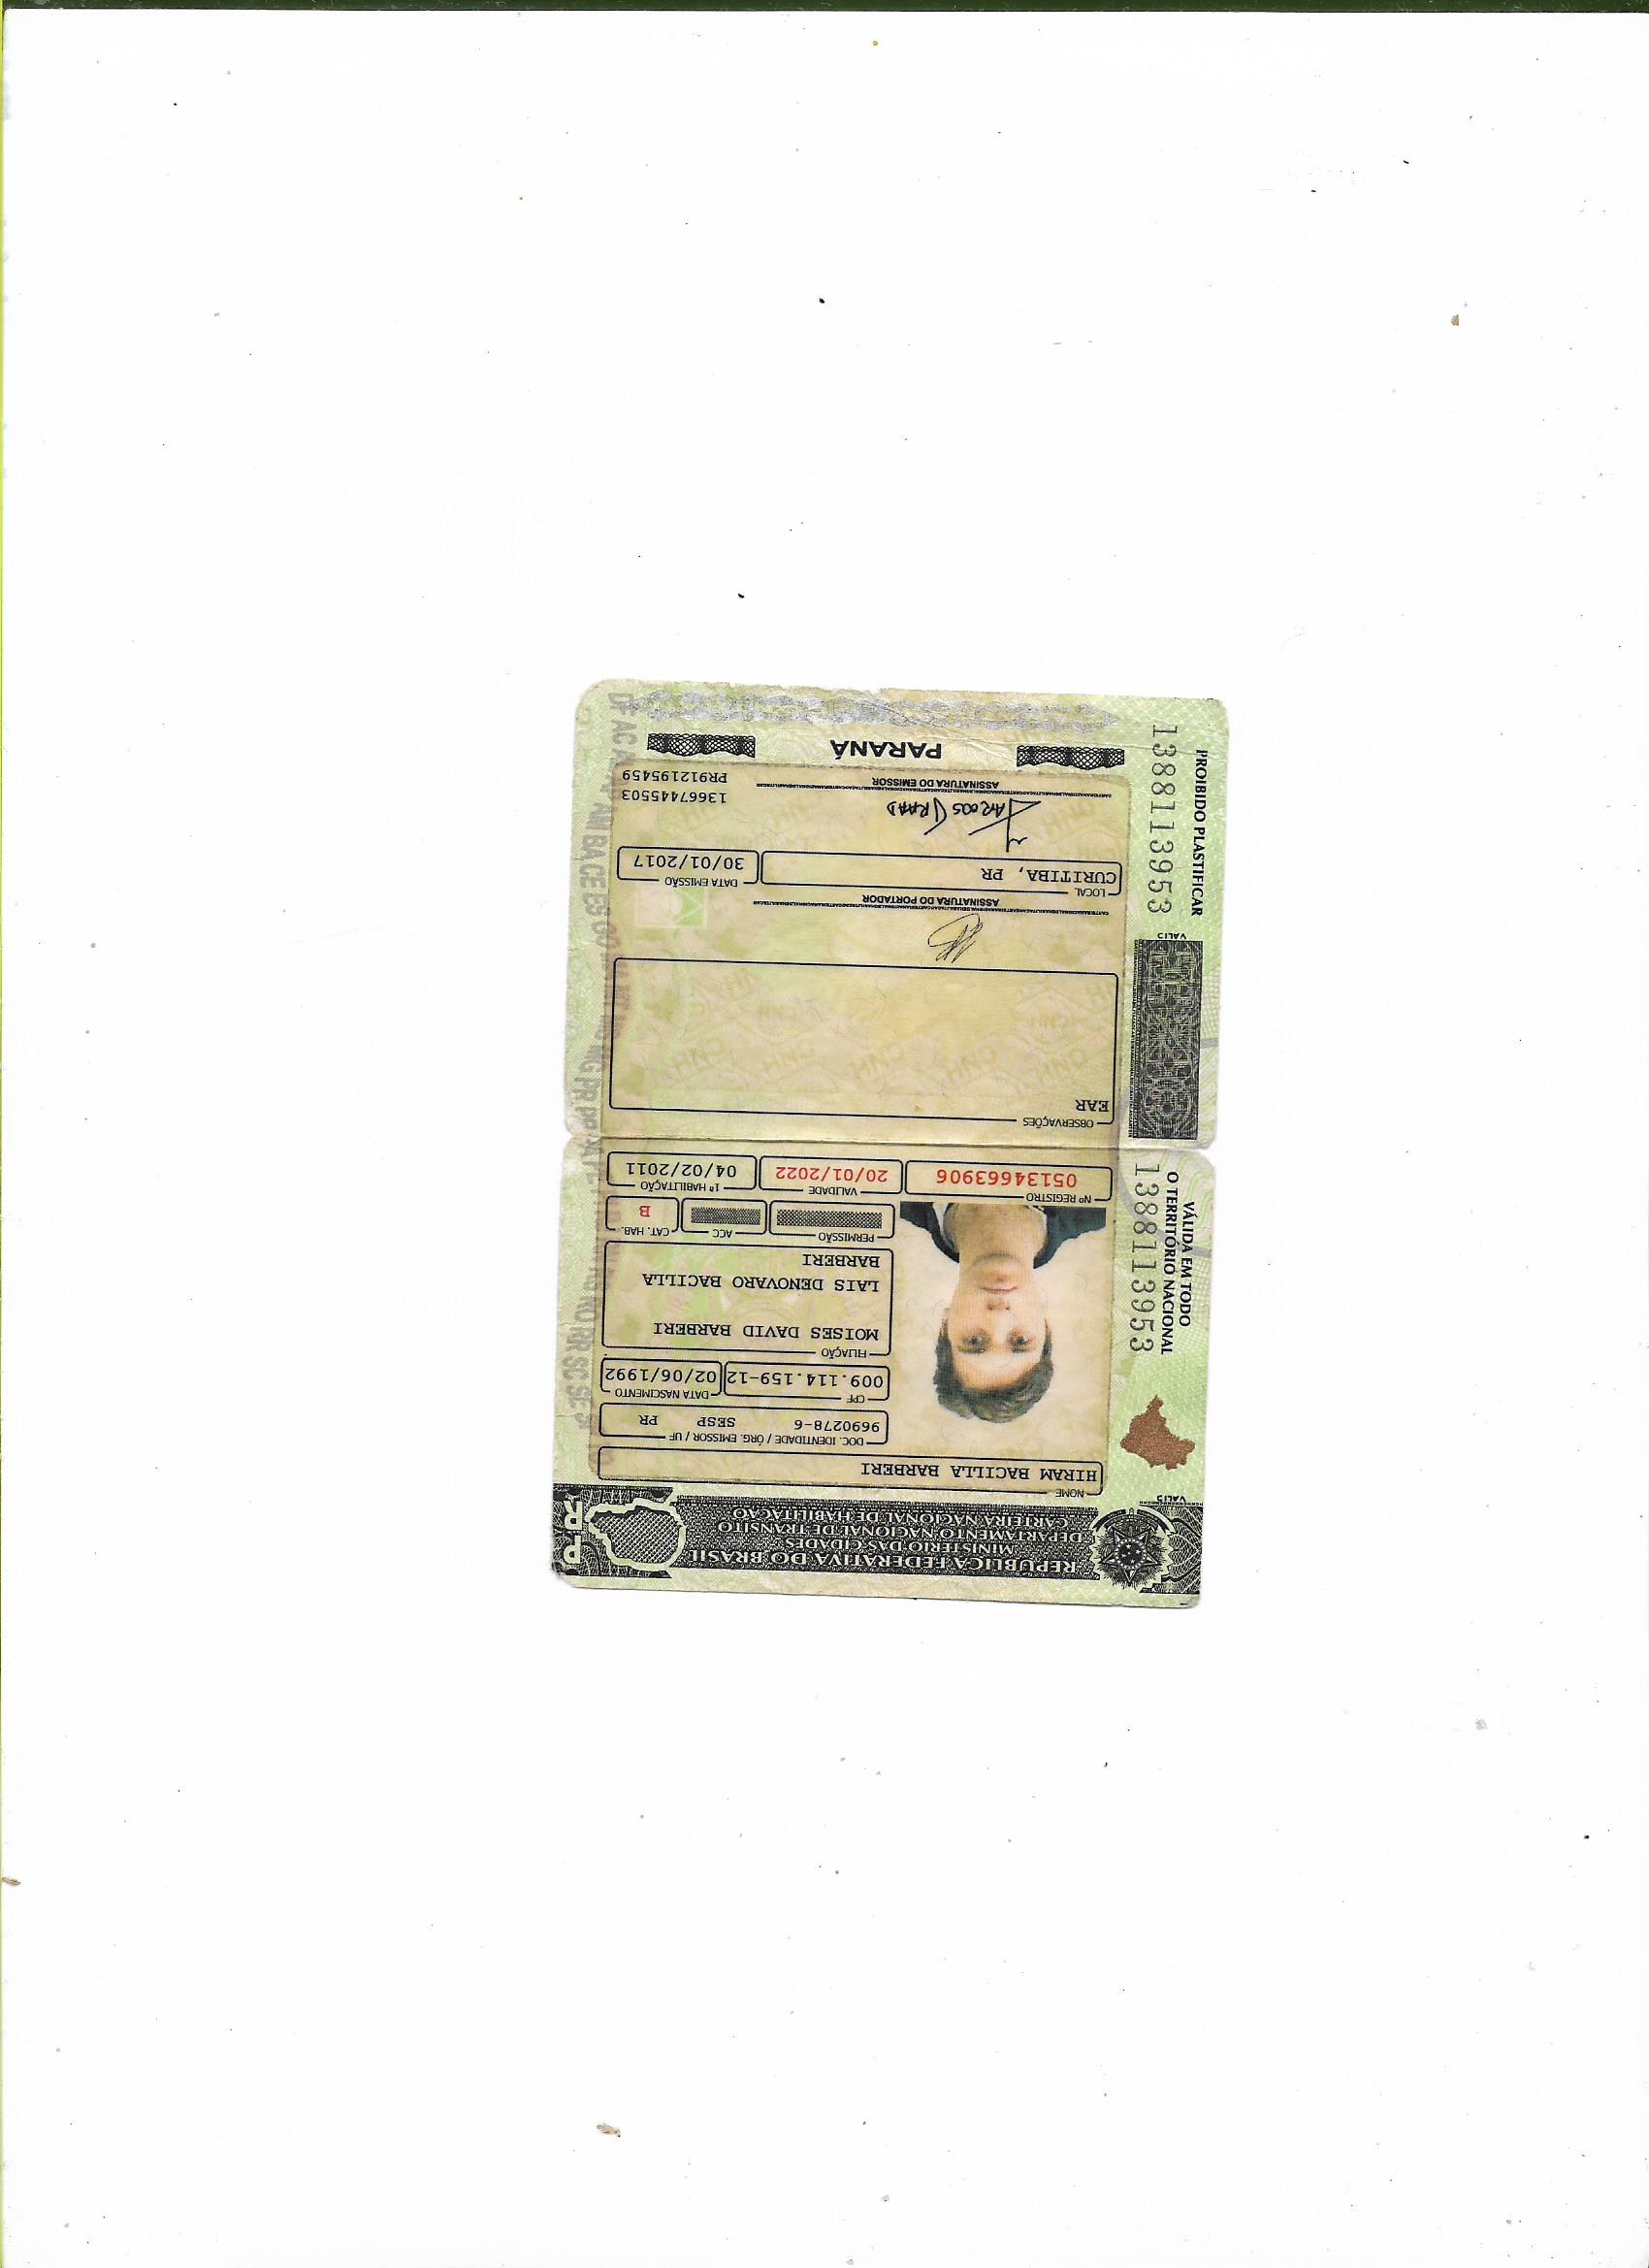 REPÚBLICA FEDERATIVA DO BRASIL
MINISTÉRIO DAS CIDADES
DEPARTAMENTO NACIONAL DE TRÂNSITO
CARTEIRA NACIONAL DE HABILITAÇÃO
PR
NOME
HIRAM BACILLA BARBERI
DOC. IDENTIDADE / ÓRG. EMISSOR / UF
9690278-6 SESP PR
CPF DATA NASCIMENTO
009.114.159-12 02/06/1992
FILIAÇÃO
MOISES DAVID BARBERI
LAIS DENOVARO BACILLA
BARBERI
PERMISSÃO ACC CAT. HAB.
B
Nº REGISTRO VALIDADE 1ª HABILITAÇÃO
05134663906 20/01/2022 04/02/2011
VÁLIDA EM TODO
O TERRITÓRIO NACIONAL
1388113953
OBSERVAÇÕES
EAR
ASSINATURA DO PORTADOR
LOCAL DATA EMISSÃO
CURITIBA, PR 30/01/2017
ASSINATURA DO EMISSOR
13667445503
PR912195459
PROIBIDO PLASTIFICAR
1388113953
PARANÁ